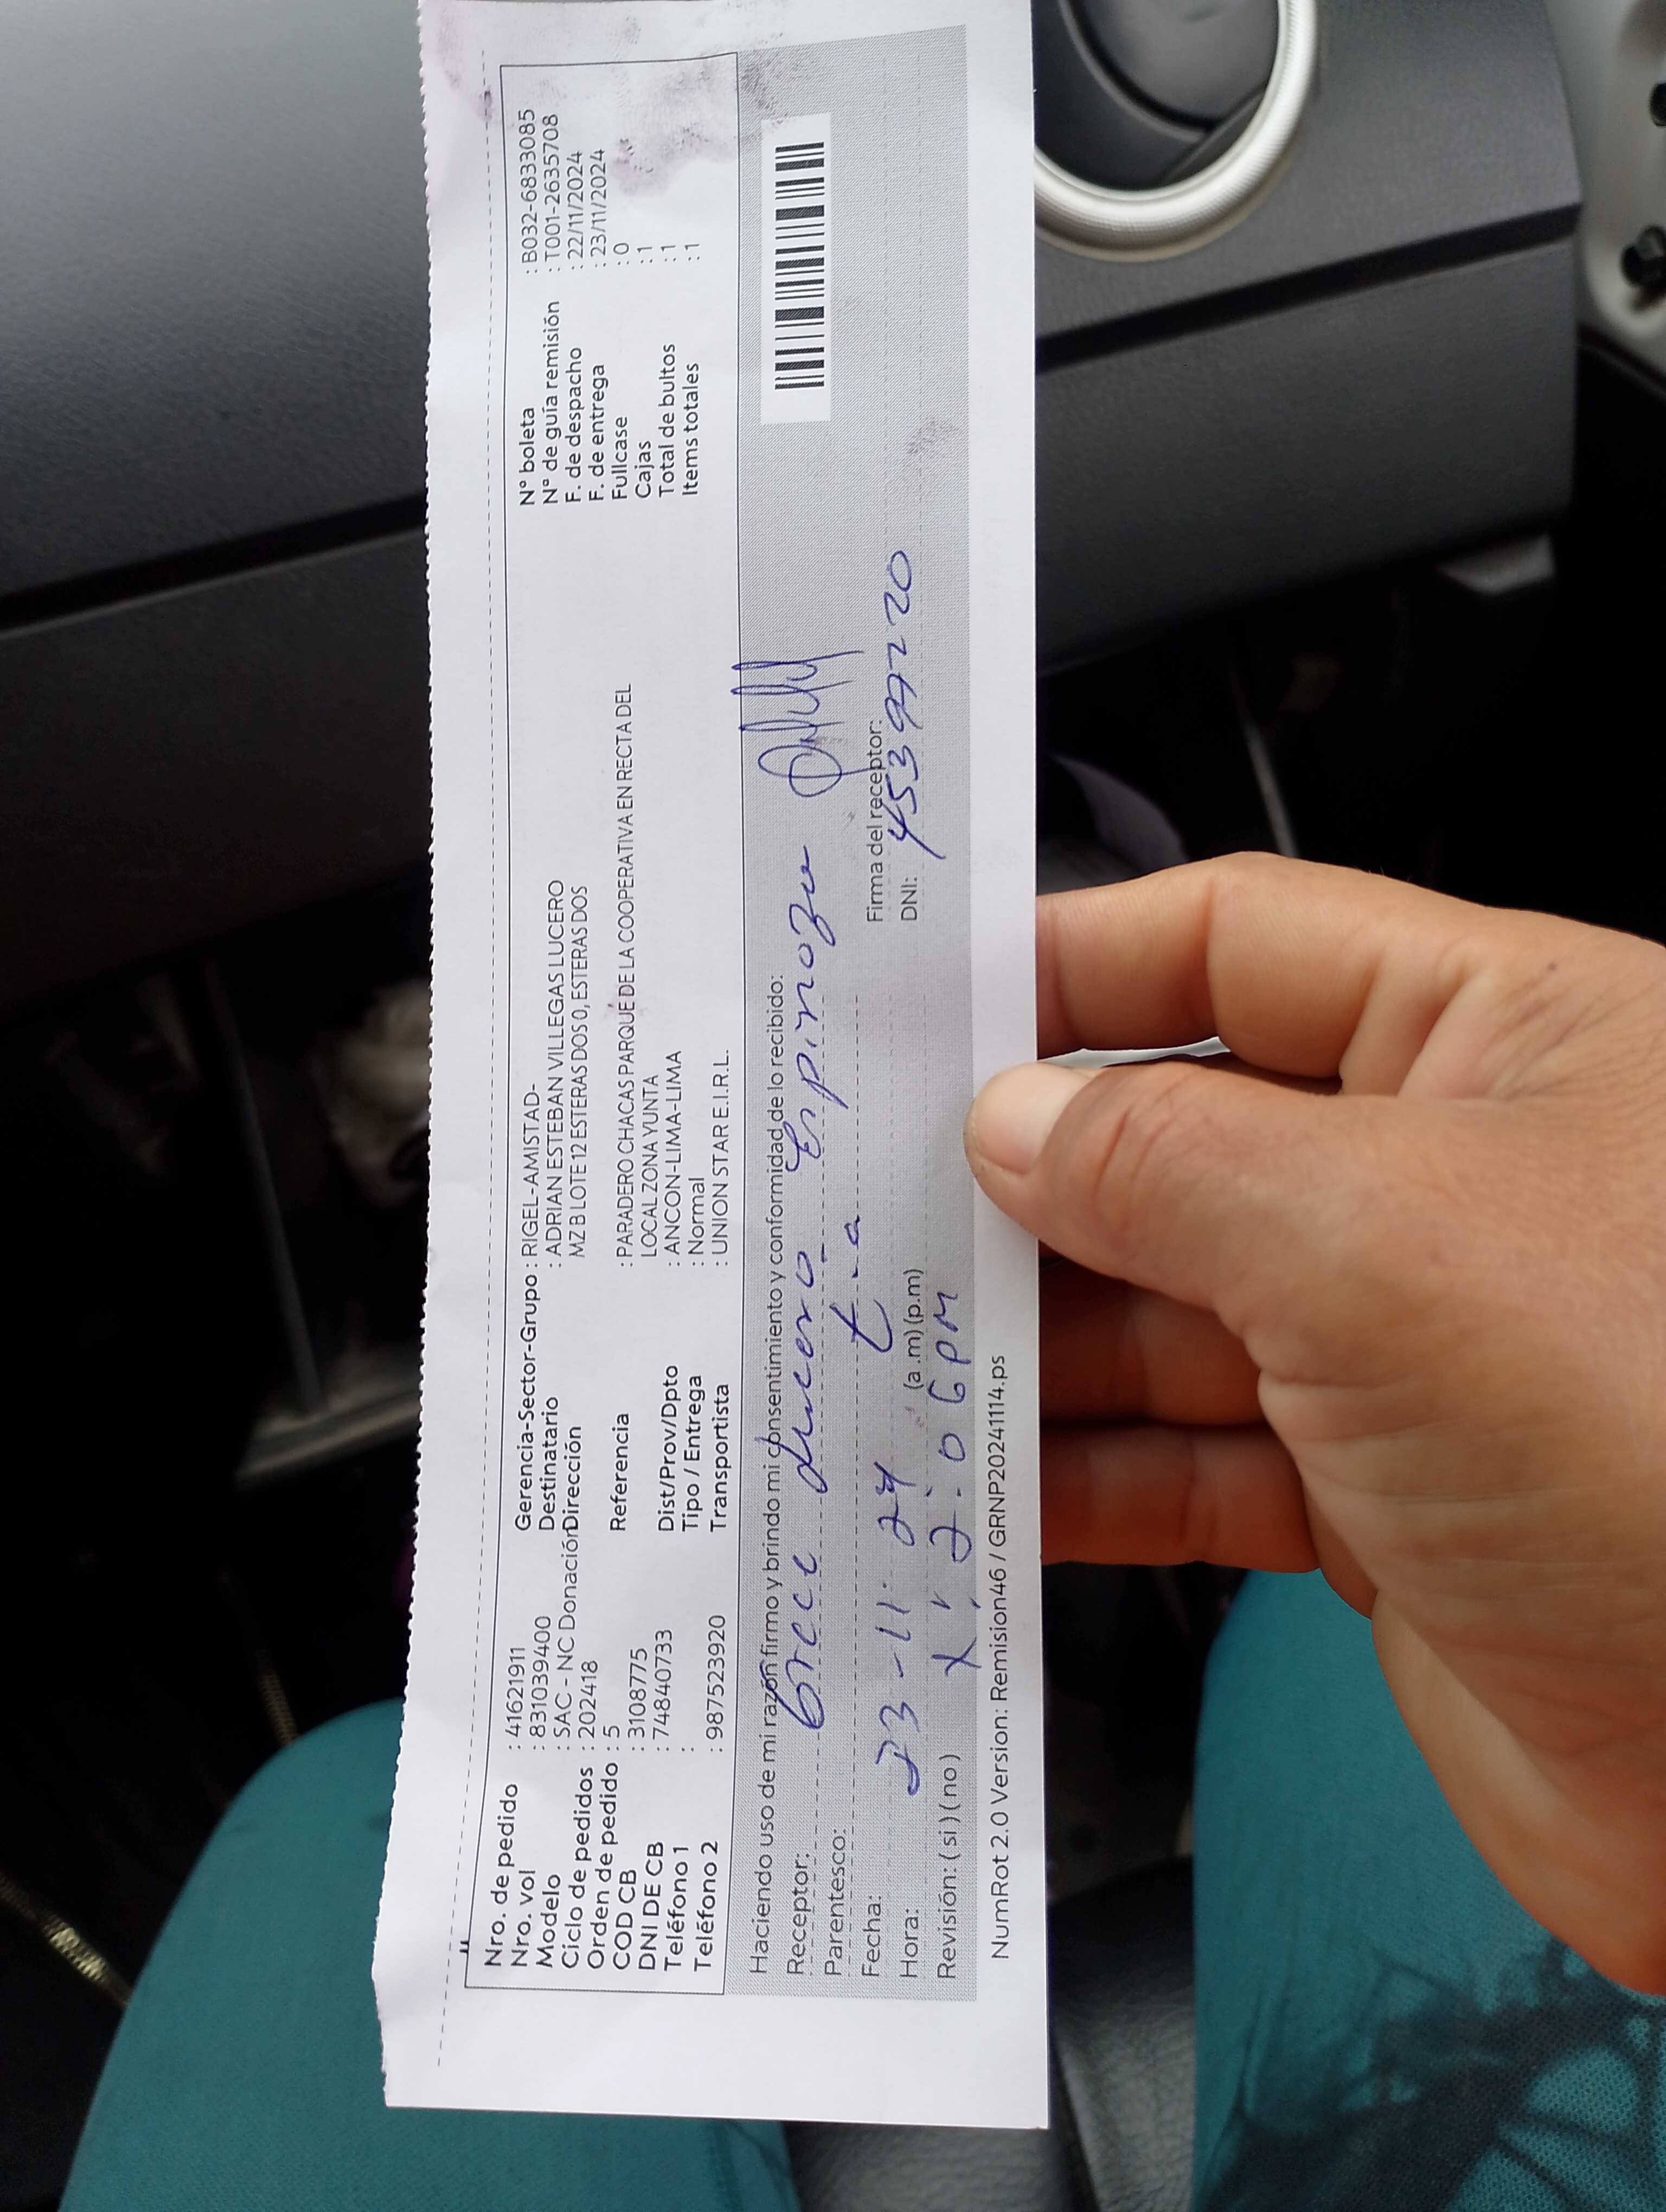 Nro. de pedido : 41621911
Nro. vol : 831039400
Modelo : SAC - NC Donación
Ciclo de pedidos : 202418
Orden de pedido : 5
COD CB : 3108775
DNI DE CB : 74840733
Teléfono 1 :
Teléfono 2 : 987523920
Gerencia-Sector-Grupo : RIGEL-AMISTAD-
Destinatario : ADRIAN ESTEBAN VILLEGAS LUCERO
Dirección MZ B LOTE 12 ESTERAS DOS 0, ESTERAS DOS
Referencia : PARADERO CHACAS PARQUE DE LA COOPERATIVA EN RECTA DEL
LOCAL ZONA YUNTA
Dist/Prov/Dpto : ANCON-LIMA-LIMA
Tipo / Entrega : Normal
Transportista : UNION STAR E.I.R.L.
N° boleta : B032-6833085
N° de guía remisión : T001-2635708
F. de despacho : 22/11/2024
F. de entrega : 23/11/2024
Fullcase : 0
Cajas : 1
Total de bultos : 1
Items totales : 1
Haciendo uso de mi razón firmo y brindo mi consentimiento y conformidad de lo recibido:
Receptor: Lucero Espinoza
Parentesco: tia
Fecha: 23-11-24
Firma del receptor:
Hora: (a.m) (p.m) 2:06 PM
DNI: 45399720
Revisión: ( si ) ( no ) X
NumRot 2.0 Version: Remision46 / GRNP20241114.ps